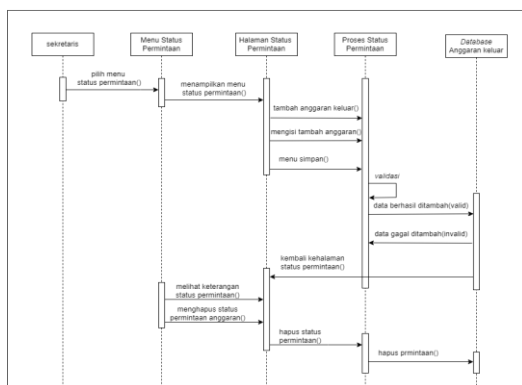 sekretaris
Menu Status
Permintaan
Halaman Status
Permintaan
Proses Status
Permintaan
Database
Anggaran keluar
pilih menu
status permintaan()
menampilkan menu
status permintaan()
tambah anggaran keluar()
mengisi tambah anggaran()
menu simpan()
validasi
data berhasil ditambah(valid)
data gagal ditambah(invalid)
kembali kehalaman
status permintaan()
melihat keterangan
status permintaan()
menghapus status
permintaan anggaran()
hapus status
permintaan()
hapus prmintaan()